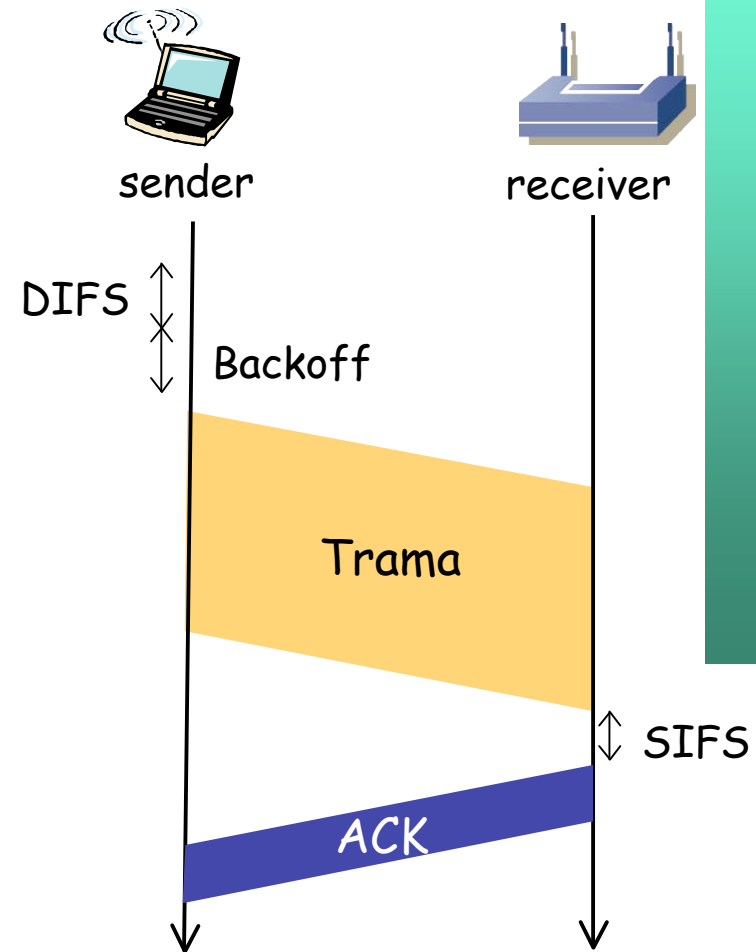 sender
receiver
DIFS
Backoff
Trama
SIFS
ACK